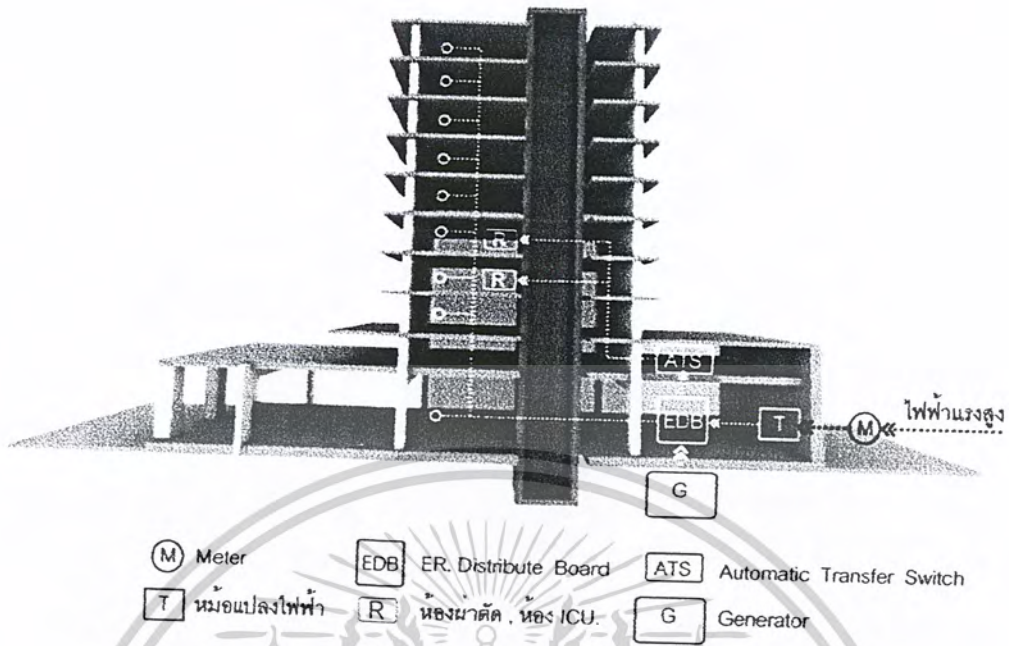 R
R
ATS
EDB
T
M
ไฟฟ้าแรงสูง
G
M Meter
EDB ER. Distribute Board
ATS Automatic Transfer Switch
T หม้อแปลงไฟฟ้า
R ห้องผ่าตัด , ห้อง ICU.
G Generator